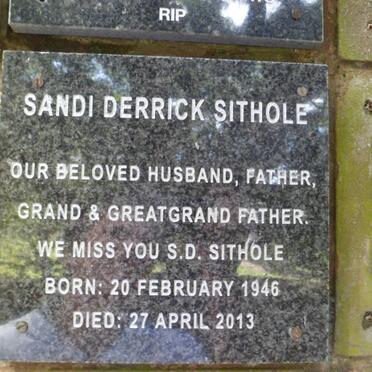 RIP
SANDI DERRICK SITHOLE
OUR BELOVED HUSBAND, FATHER,
GRAND & GREATGRAND FATHER.
WE MISS YOU S.D. SITHOLE
BORN: 20 FEBRUARY 1946
DIED: 27 APRIL 2013